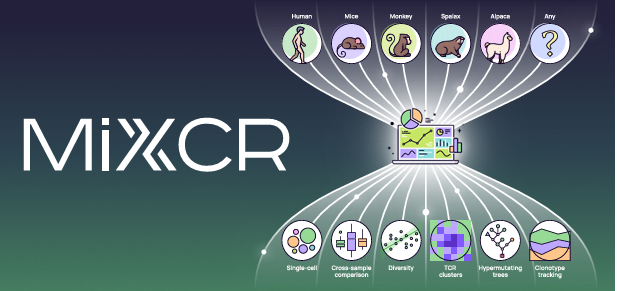 Human Mice Monkey Spalax Alpaca Any
?
MiXCR
Single-cell Cross-sample Diversity TCR Hypermutating Clonotype
comparison clusters trees tracking